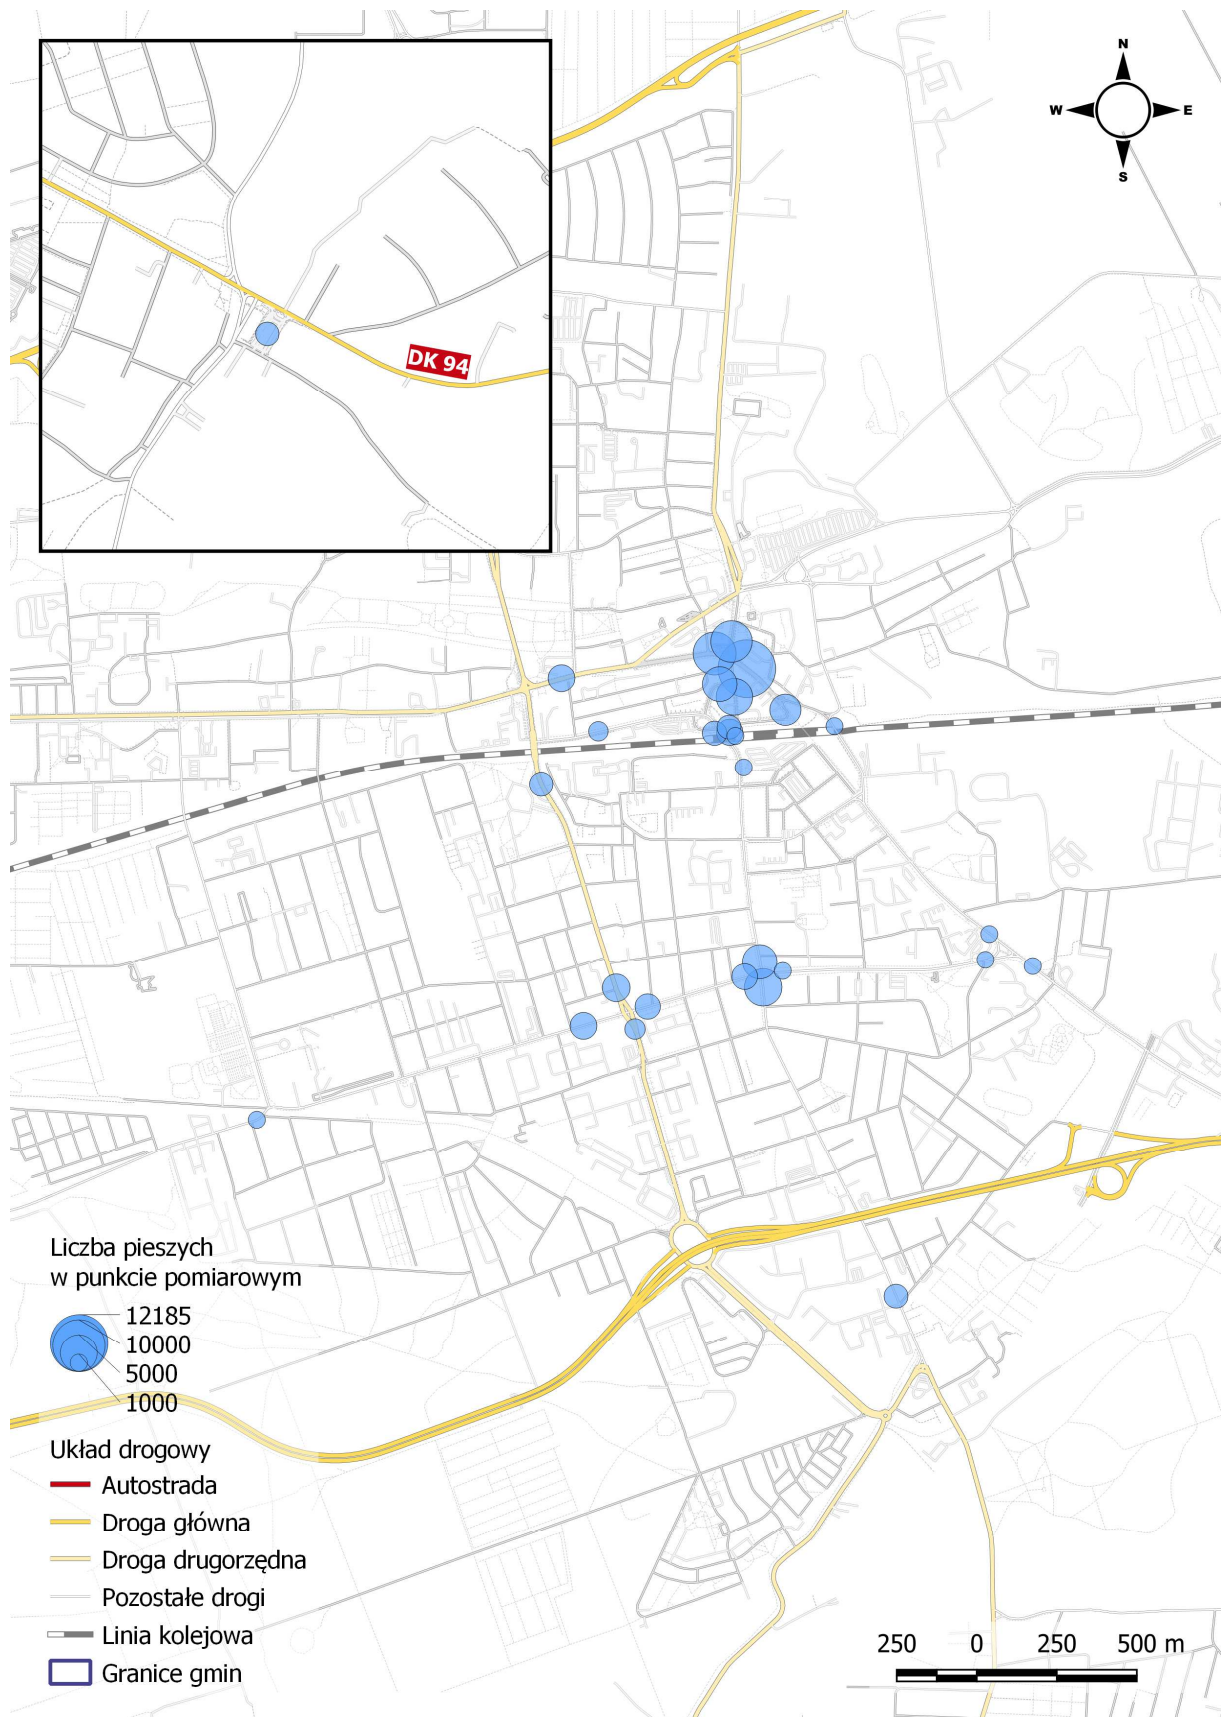 N
W E
S
DK 94
Liczba pieszych
w punkcie pomiarowym
12185
10000
5000
1000
Układ drogowy
Autostrada
Droga główna
Droga drugorzędna
Pozostałe drogi
Linia kolejowa
Granice gmin
250 0 250 500 m